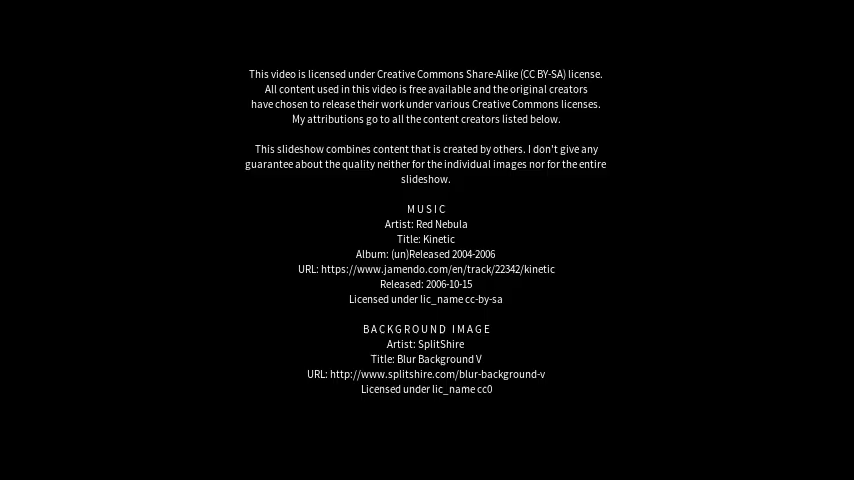 This video is licensed under Creative Commons Share-Alike (CC BY-SA) license.
All content used in this video is free available and the original creators
have chosen to release their work under various Creative Commons licenses.
My attributions go to all the content creators listed below.
This slideshow combines content that is created by others. I don't give any
guarantee about the quality neither for the individual images nor for the entire
slideshow.
MUSIC
Artist: Red Nebula
Title: Kinetic
Album: (un)Released 2004-2006
URL: https://www.jamendo.com/en/track/22342/kinetic
Released: 2006-10-15
Licensed under lic_name cc-by-sa
BACKGROUND IMAGE
Artist: SplitShire
Title: Blur Background V
URL: http://www.splitshire.com/blur-background-v
Licensed under lic_name cc0